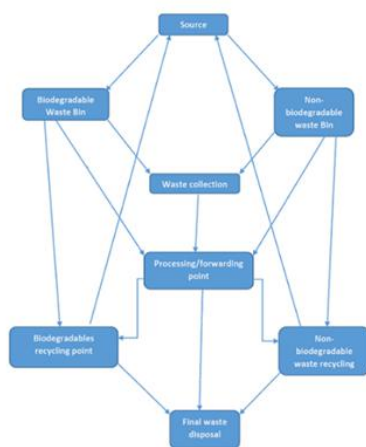 Source
Biodegradable
Waste Bin
Non-
biodegradable
waste Bin
Waste collection
Processing/forwarding
point
Biodegradables
recycling point
Non-
biodegradable
waste recycling
Final waste
disposal